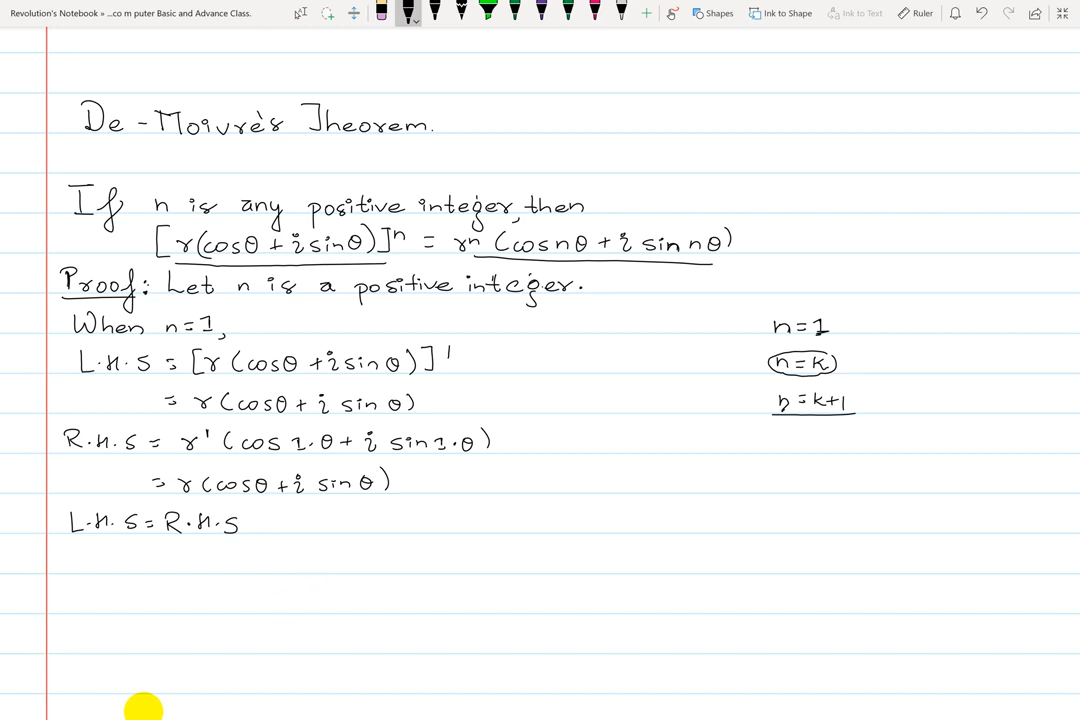 Revolution's Notebook » ...co m puter Basic and Advance Class.
Shapes
Ink to Shape
Ink to Text
Ruler
De - Moivre's Theorem.
If n is any positive integer, then
[r(cosθ + i sinθ)]ⁿ = rⁿ (cos nθ + i sin nθ)
Proof: Let n is a positive integer.
When n=1,
n=1
L.H.S = [r (cosθ + i sin θ)]¹
n=k
= r (cosθ + i sin θ)
n=k+1
R.H.S = r¹ (cos 1.θ + i sin 1.θ)
= r (cosθ + i sin θ)
L.H.S = R.H.S